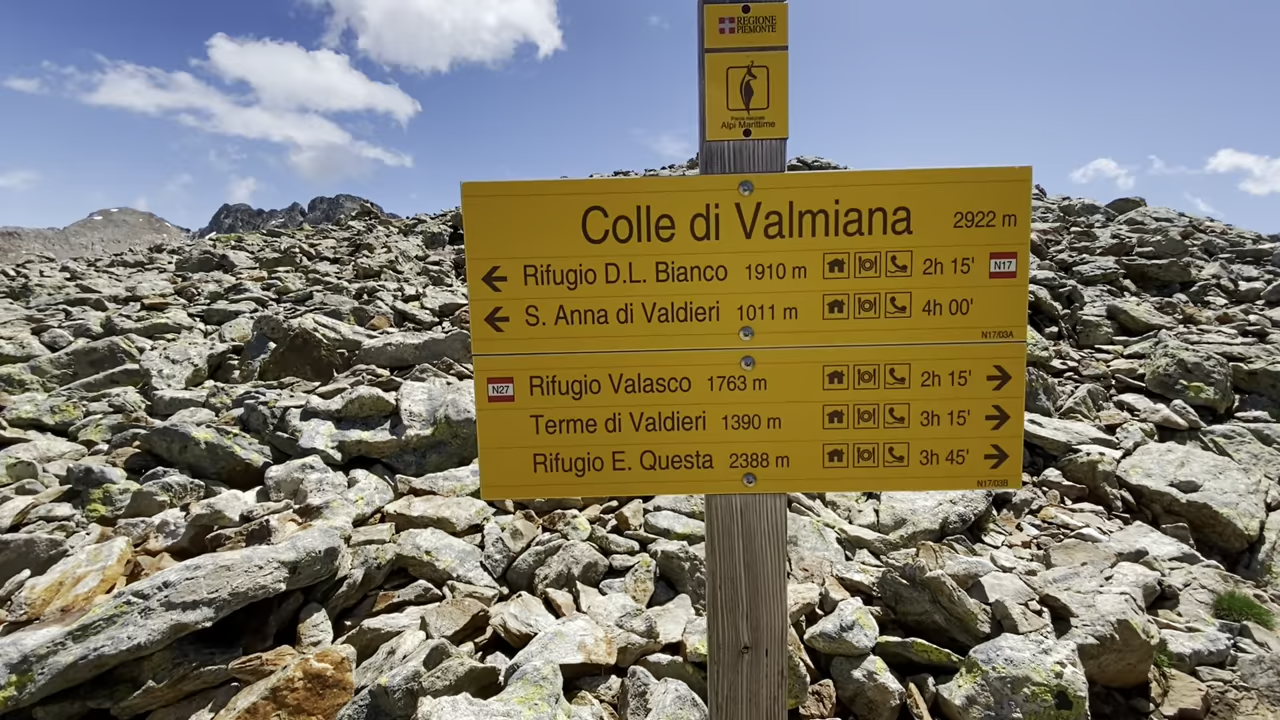 REGIONE
PIEMONTE
Parco naturale
Alpi Marittime
Colle di Valmiana 2922 m
Rifugio D.L. Bianco 1910 m 2h 15' N17
S. Anna di Valdieri 1011 m 4h 00'
N17/03A
N27 Rifugio Valasco 1763 m 2h 15'
Terme di Valdieri 1390 m 3h 15'
Rifugio E. Questa 2388 m 3h 45'
N17/03B